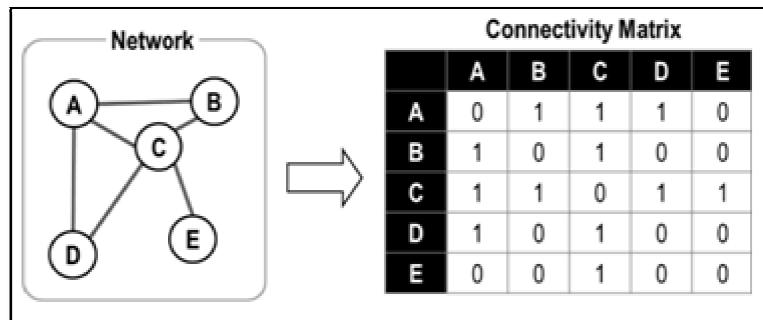 Network
A
B
C
D
E
Connectivity Matrix
A B C D E
A 0 1 1 1 0
B 1 0 1 0 0
C 1 1 0 1 1
D 1 0 1 0 0
E 0 0 1 0 0